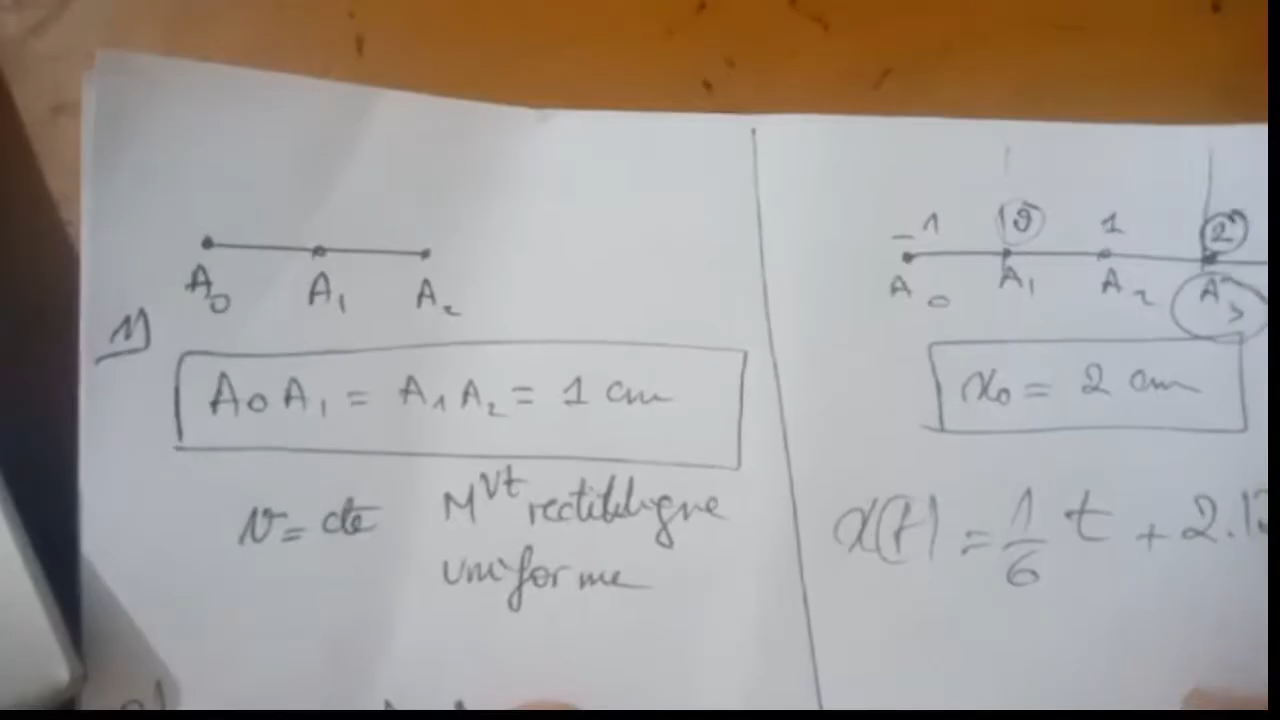 A₀ A₁ A₂
1)
A₀A₁ = A₁A₂ = 1 cm
v = cte Mᵛᵗ rectiligne
uniforme
-1 0 1 2
A₀ A₁ A₂ A₃
x₀ = 2 cm
x(t) = 1/6 t + 2.10